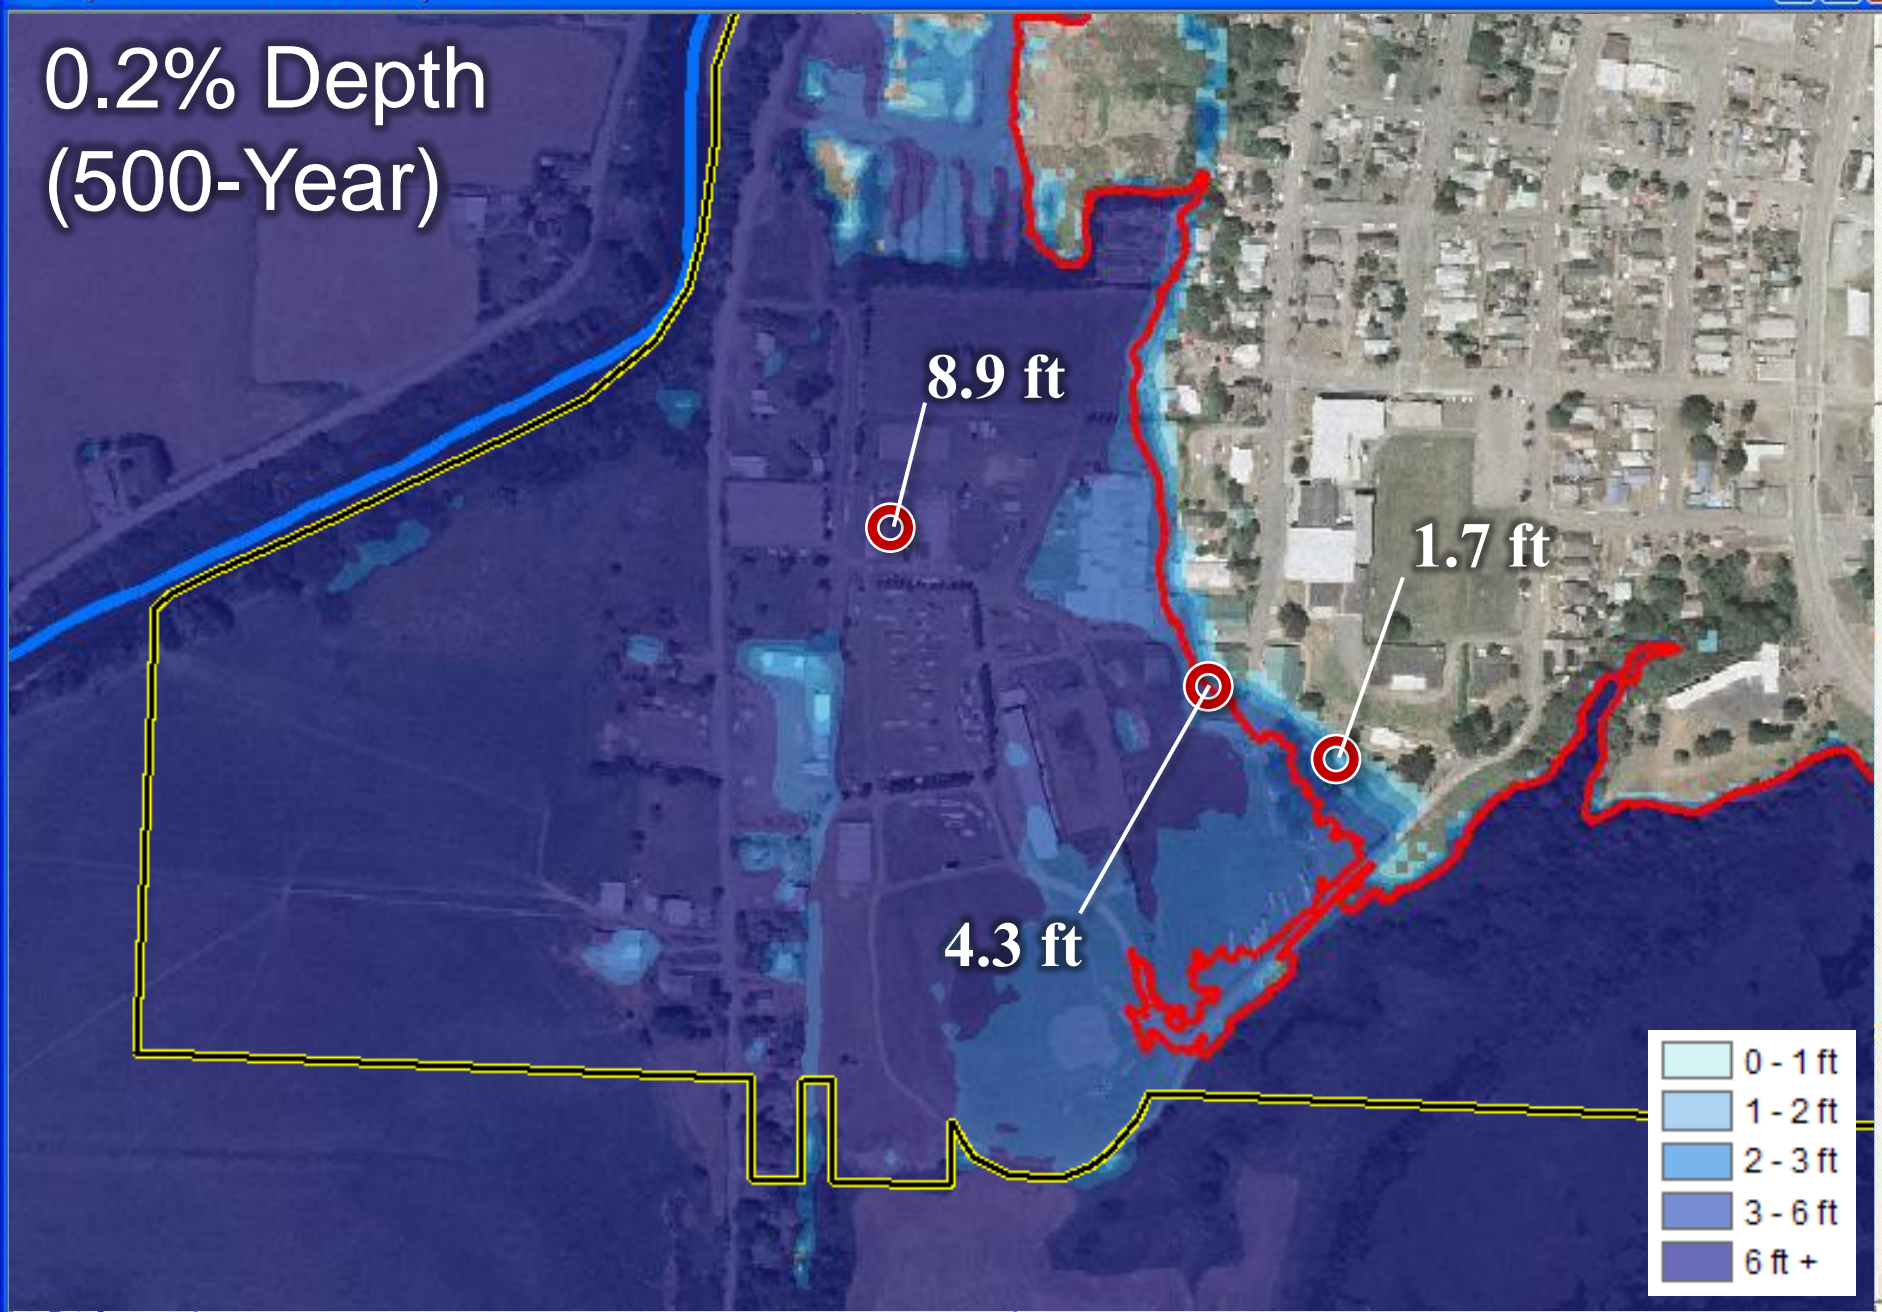 0.2% Depth
(500-Year)
8.9 ft
1.7 ft
4.3 ft
0 - 1 ft
1 - 2 ft
2 - 3 ft
3 - 6 ft
6 ft +